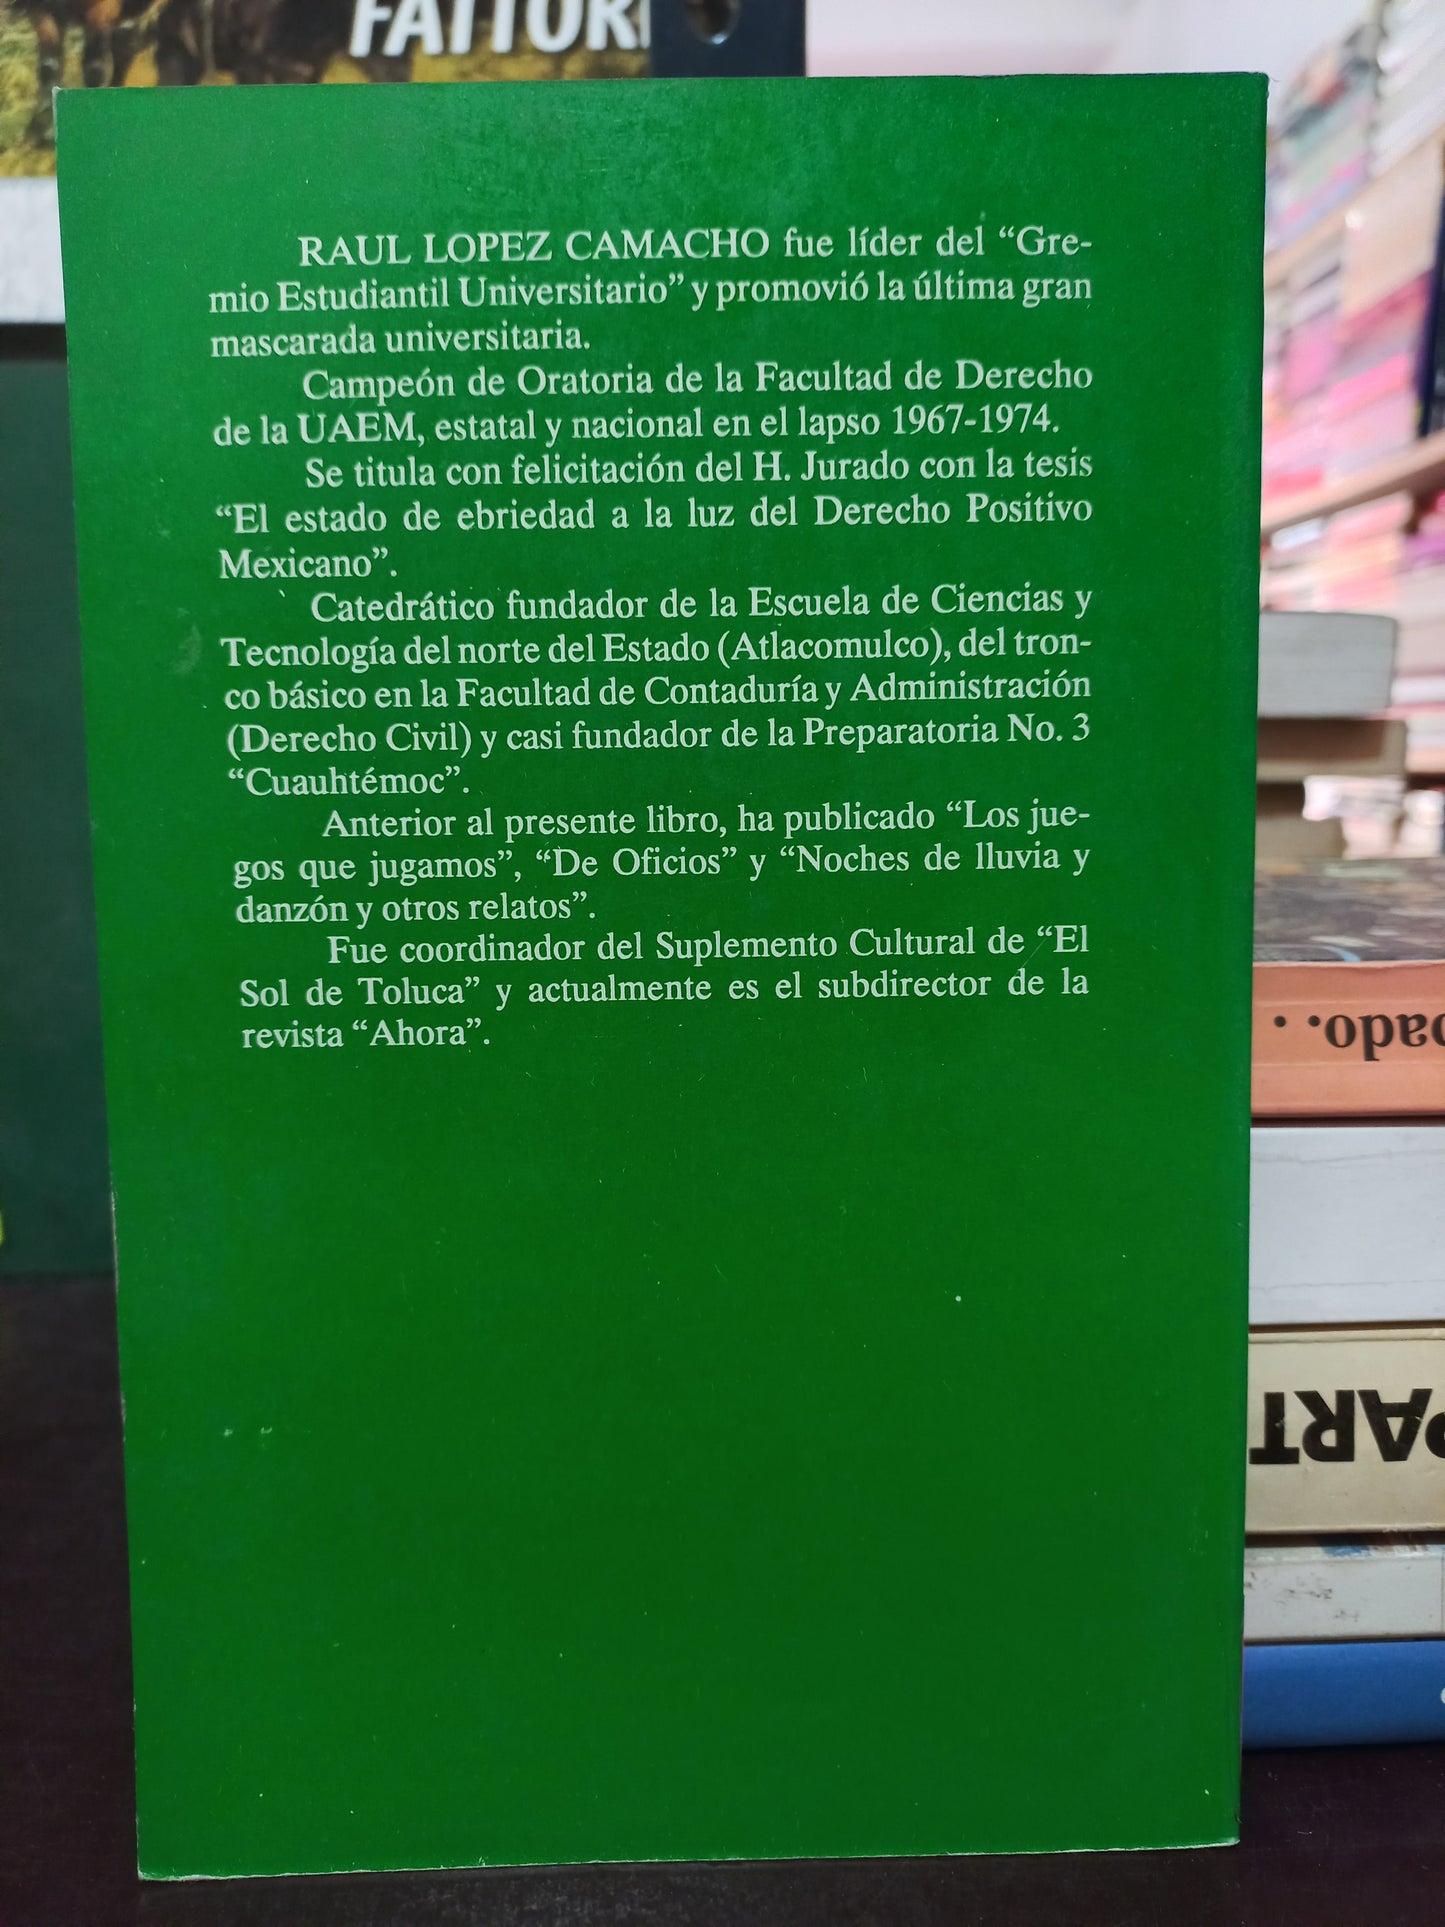 FATTORI
RAUL LOPEZ CAMACHO fue líder del “Gre-
mio Estudiantil Universitario” y promovió la última gran
mascarada universitaria.
Campeón de Oratoria de la Facultad de Derecho
de la UAEM, estatal y nacional en el lapso 1967-1974.
Se titula con felicitación del H. Jurado con la tesis
“El estado de ebriedad a la luz del Derecho Positivo
Mexicano”.
Catedrático fundador de la Escuela de Ciencias y
Tecnología del norte del Estado (Atlacomulco), del tron-
co básico en la Facultad de Contaduría y Administración
(Derecho Civil) y casi fundador de la Preparatoria No. 3
“Cuauhtémoc”.
Anterior al presente libro, ha publicado “Los jue-
gos que jugamos”, “De Oficios” y “Noches de lluvia y
danzón y otros relatos”.
Fue coordinador del Suplemento Cultural de “El
Sol de Toluca” y actualmente es el subdirector de la
revista “Ahora”.